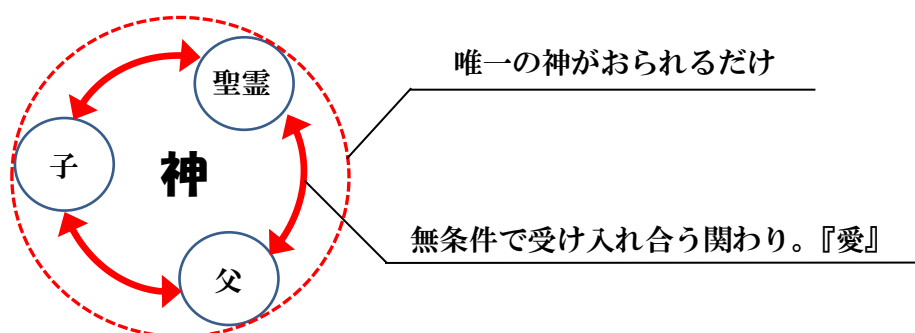 聖霊
唯一の神がおられるだけ
子
神
無条件で受け入れ合う関わり。『愛』
父